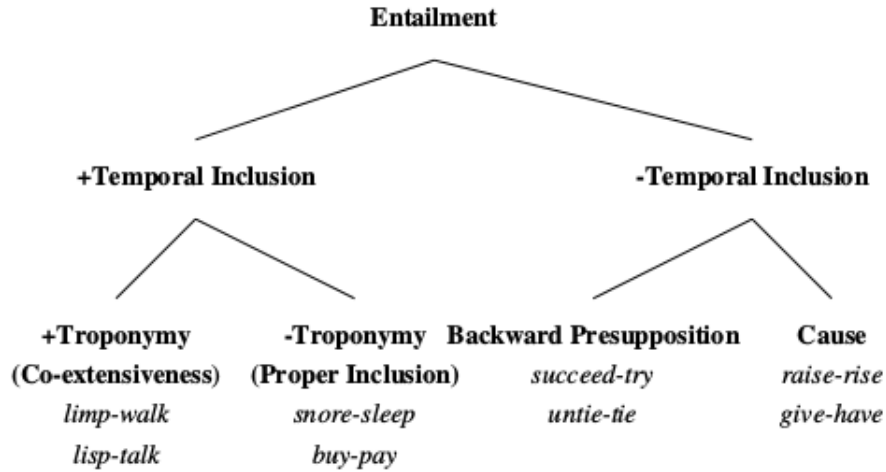 Entailment
+Temporal Inclusion -Temporal Inclusion
+Troponymy -Troponymy Backward Presupposition Cause
(Co-extensiveness) (Proper Inclusion) succeed-try raise-rise
limp-walk snore-sleep untie-tie give-have
lisp-talk buy-pay